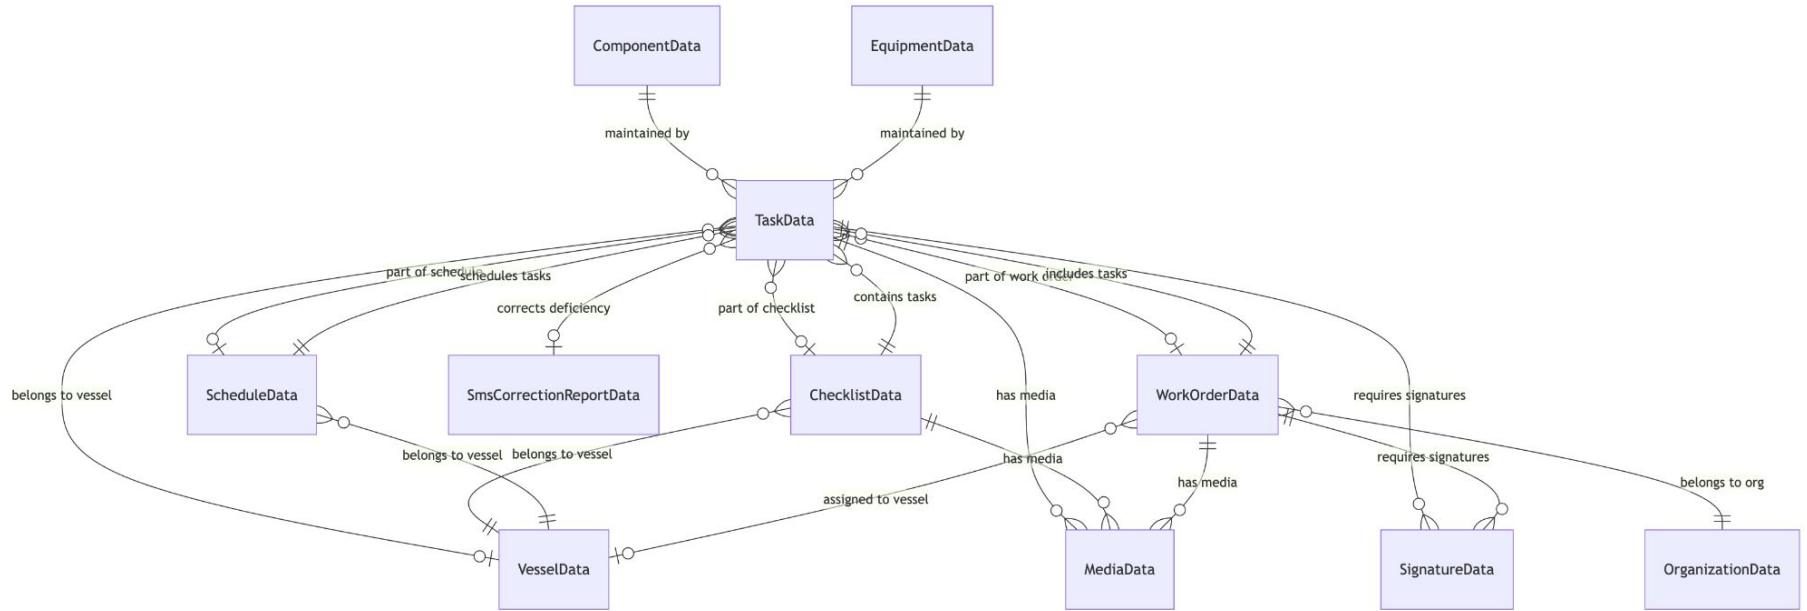 ComponentData
EquipmentData
maintained by
maintained by
TaskData
part of schedule
schedules tasks
part of work order
includes tasks
corrects deficiency
part of checklist
contains tasks
belongs to vessel
ScheduleData
SmsCorrectionReportData
ChecklistData
has media
WorkOrderData
requires signatures
belongs to vessel
belongs to vessel
has media
requires signatures
assigned to vessel
has media
belongs to org
VesselData
MediaData
SignatureData
OrganizationData